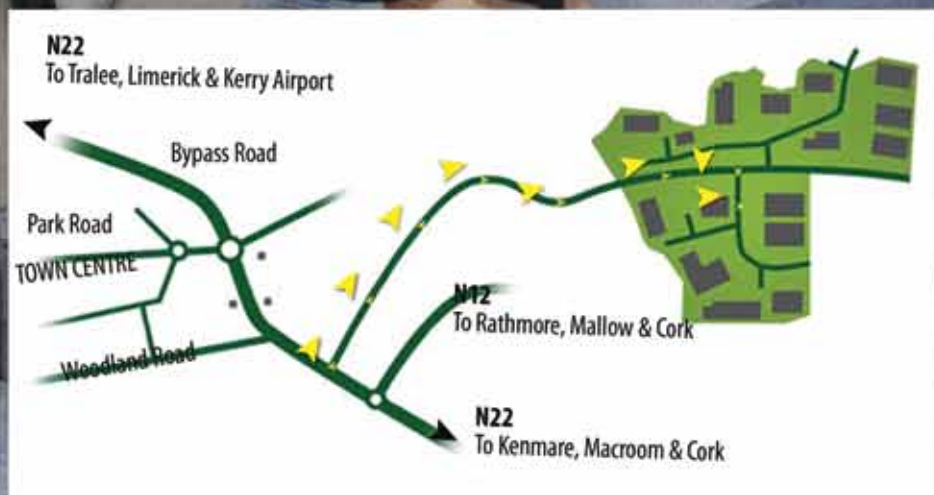 N22
To Tralee, Limerick & Kerry Airport
Bypass Road
Park Road
TOWN CENTRE
Woodland Road
N12
To Rathmore, Mallow & Cork
N22
To Kenmare, Macroom & Cork